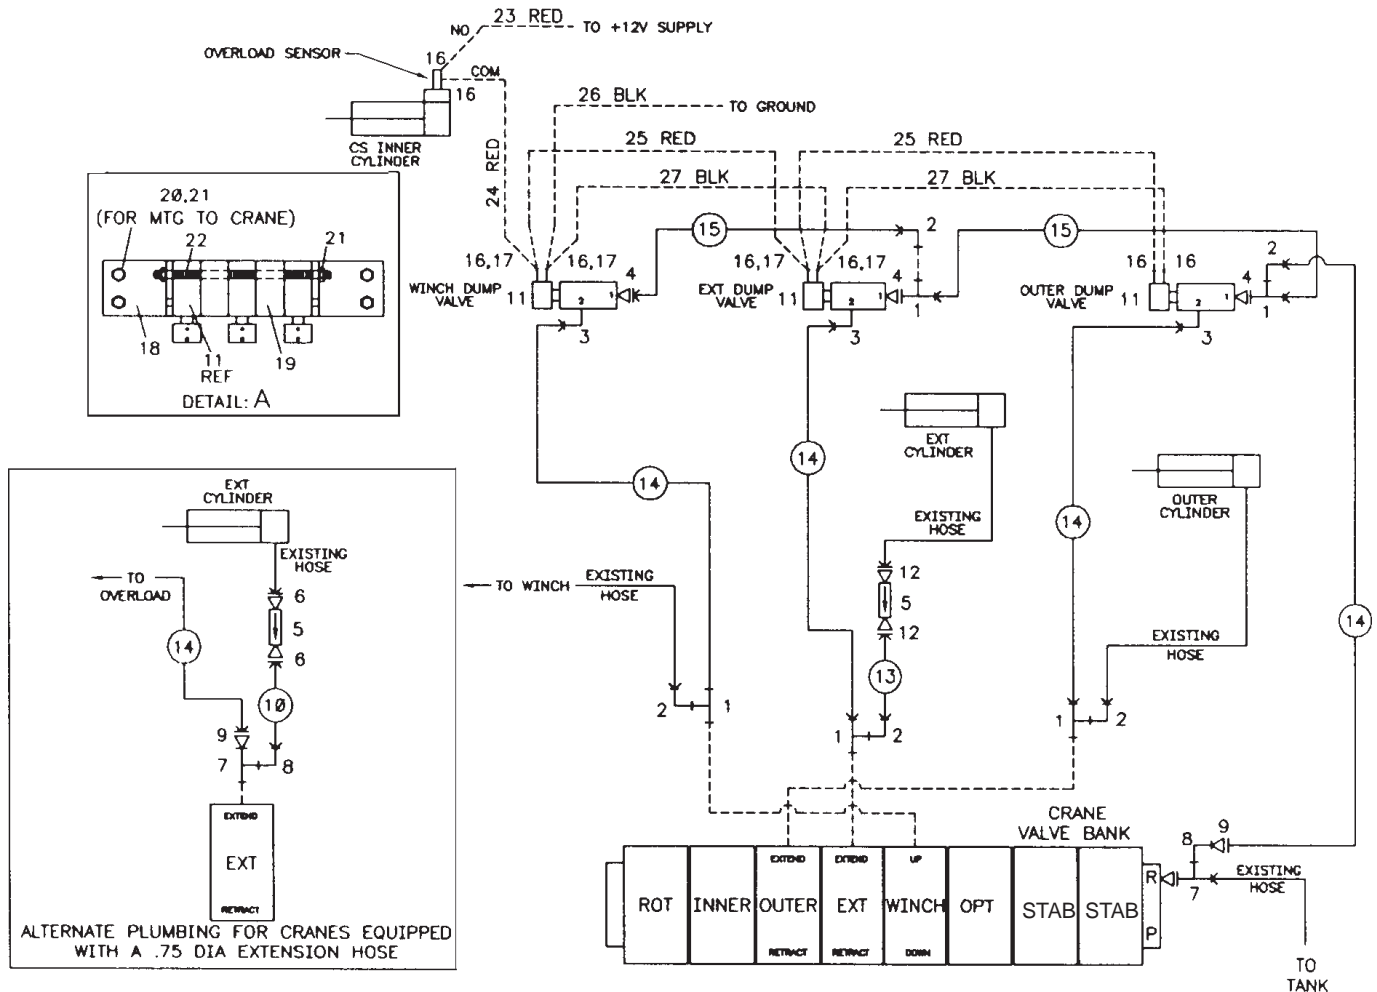 23 RED
NO
TO +12V SUPPLY
OVERLOAD SENSOR
16
COM
16
26 BLK
TO GROUND
CS INNER
CYLINDER
24 RED
25 RED
25 RED
27 BLK
27 BLK
20,21
(FOR MTG TO CRANE)
22
21
18
11
REF
19
DETAIL: A
15
2
15
2
16,17
16,17
4
WINCH DUMP
VALVE
11
2
1
3
16,17
16,17
4
EXT DUMP
VALVE
11
2
1
1
3
16
16
4
OUTER DUMP
VALVE
11
2
1
1
3
EXT
CYLINDER
14
14
EXISTING
HOSE
OUTER
CYLINDER
14
EXT
CYLINDER
EXISTING
HOSE
TO
OVERLOAD
6
5
6
14
10
9
7
8
EXTEND
EXT
RETRACT
ALTERNATE PLUMBING FOR CRANES EQUIPPED
WITH A .75 DIA EXTENSION HOSE
TO WINCH
EXISTING
HOSE
12
5
12
13
2
1
1
2
EXISTING
HOSE
1
2
14
CRANE
VALVE BANK
8
9
EXISTING
HOSE
7
ROT
INNER
EXTEND
OUTER
RETRACT
EXTEND
EXT
RETRACT
UP
WINCH
DOWN
OPT
STAB
STAB
R
P
TO
TANK